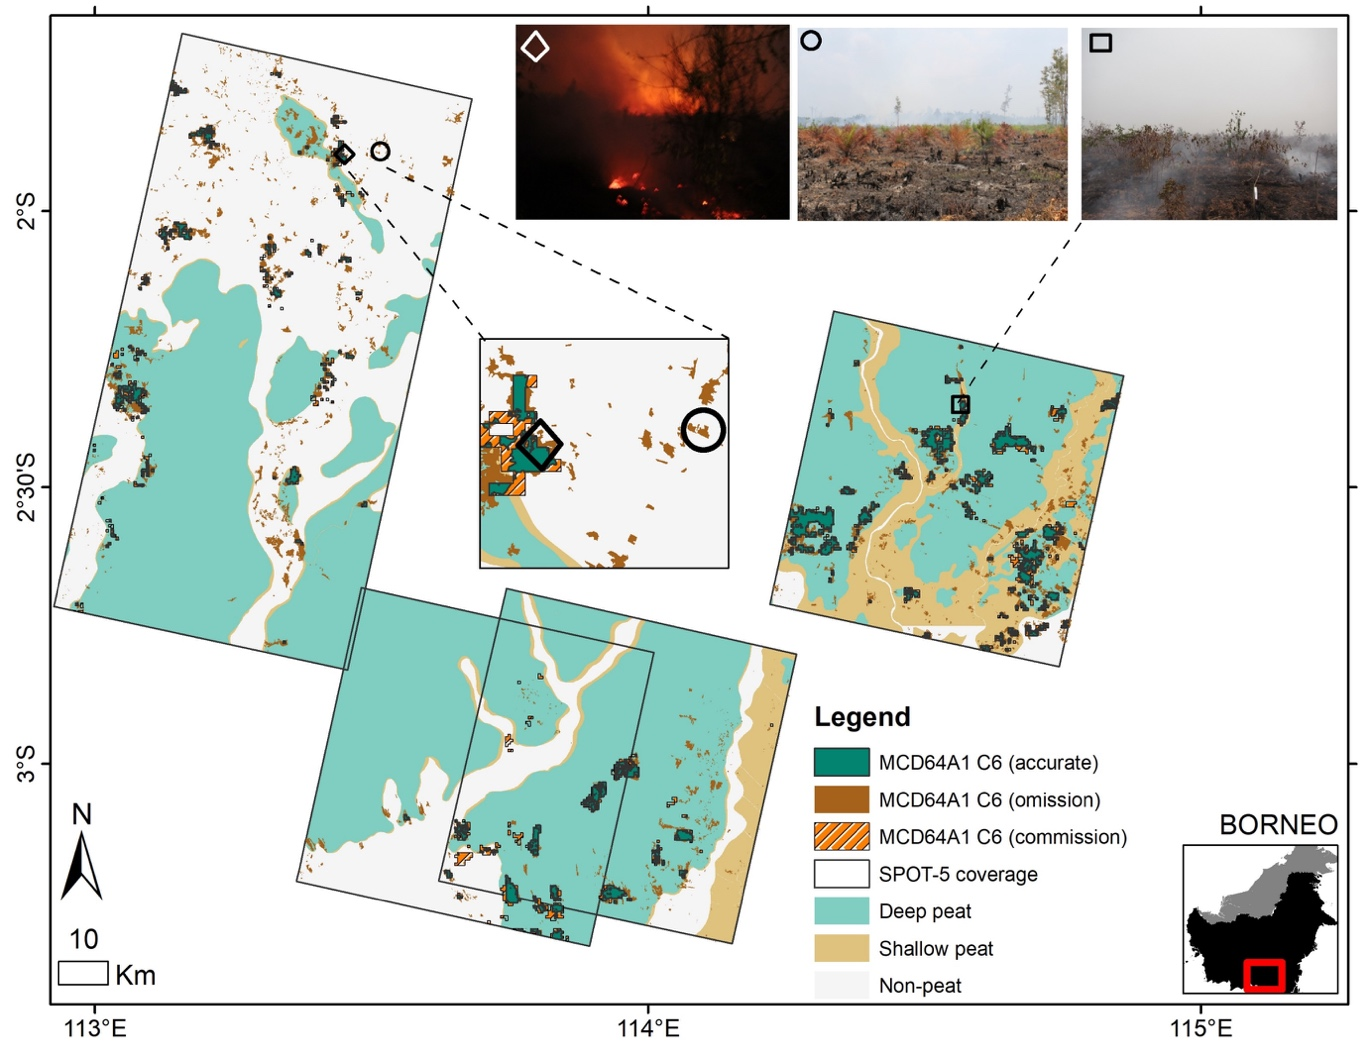 2°S
2°30'S
3°S
N
10
Km
Legend
MCD64A1 C6 (accurate)
MCD64A1 C6 (omission)
MCD64A1 C6 (commission)
SPOT-5 coverage
Deep peat
Shallow peat
Non-peat
BORNEO
113°E
114°E
115°E